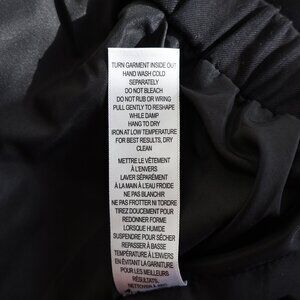 TURN GARMENT INSIDE OUT
HAND WASH COLD
SEPARATELY
DO NOT BLEACH
DO NOT RUB OR WRING
PULL GENTLY TO RESHAPE
WHILE DAMP
HANG TO DRY
IRON AT LOW TEMPERATURE
FOR BEST RESULTS, DRY
CLEAN
METTRE LE VÊTEMENT
À L'ENVERS
LAVER SÉPARÉMENT
À LA MAIN À L'EAU FROIDE
NE PAS BLANCHIR
NE PAS FROTTER NI TORDRE
TIREZ DOUCEMENT POUR
REDONNER FORME
LORSQUE HUMIDE
SUSPENDRE POUR SÉCHER
REPASSER À BASSE
TEMPÉRATURE À L'ENVERS
EN ÉVITANT LA GARNITURE
POUR LES MEILLEURS
RÉSULTATS,
NETTOYER À SEC